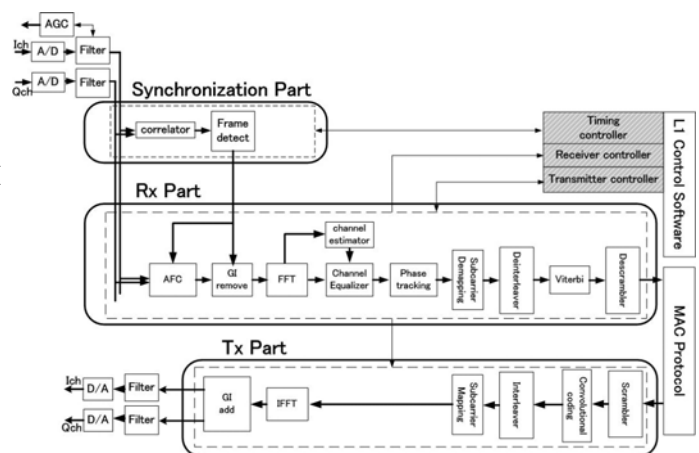 AGC
Ich
A/D
Filter
A/D
Filter
Qch
Synchronization Part
correlator
Frame
detect
Timing
controller
Receiver controller
Transmitter controller
L1 Control Software
Rx Part
AFC
GI
remove
FFT
channel
estimator
Channel
Equalizer
Phase
tracking
Subcarrier
Demapping
Deinterleaver
Viterbi
Descrambler
MAC Protocol
Tx Part
Ich
D/A
Filter
D/A
Filter
Qch
GI
add
IFFT
Subcarrier
Mapping
Interleaver
Convolutional
coding
Scrambler